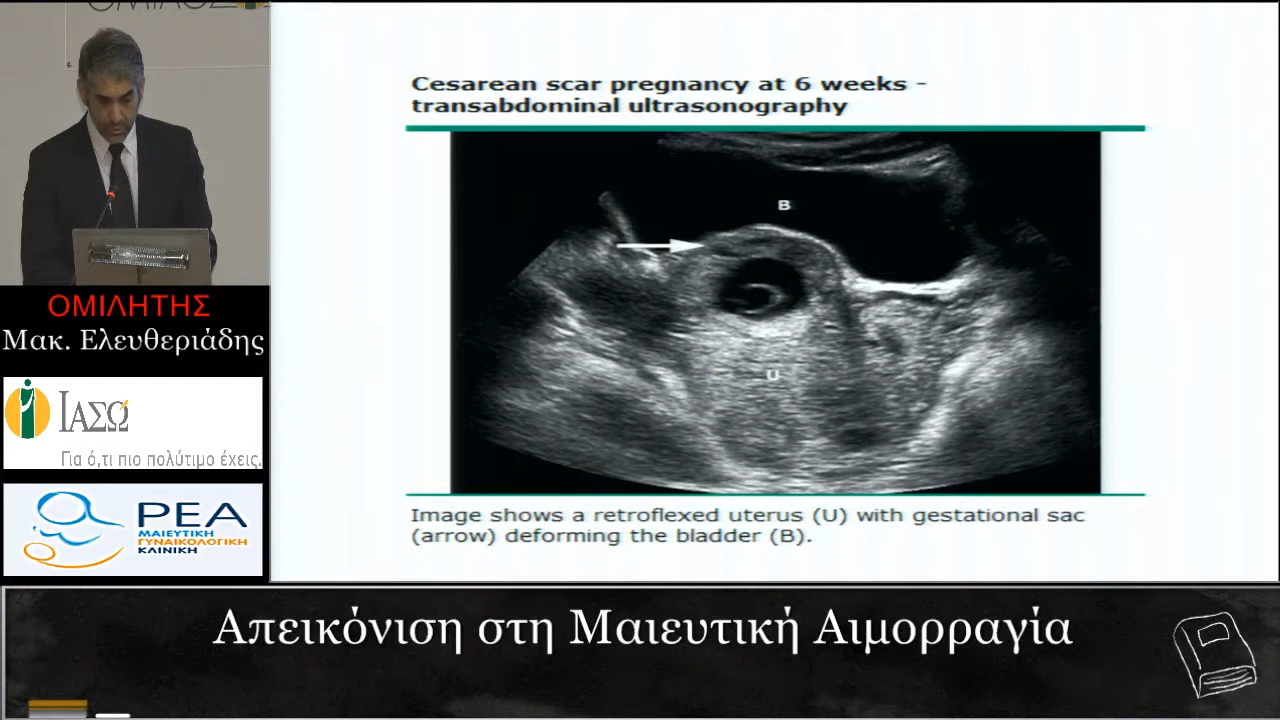 ΟΜΙΛΗΤΗΣ
Μακ. Ελευθεριάδης
ΙΑΣΩ
Για ό,τι πιο πολύτιμο έχεις.
ΡΕΑ
ΜΑΙΕΥΤΙΚΗ
ΓΥΝΑΙΚΟΛΟΓΙΚΗ
ΚΛΙΝΙΚΗ
Cesarean scar pregnancy at 6 weeks -
transabdominal ultrasonography
B
U
Image shows a retroflexed uterus (U) with gestational sac
(arrow) deforming the bladder (B).
Απεικόνιση στη Μαιευτική Αιμορραγία